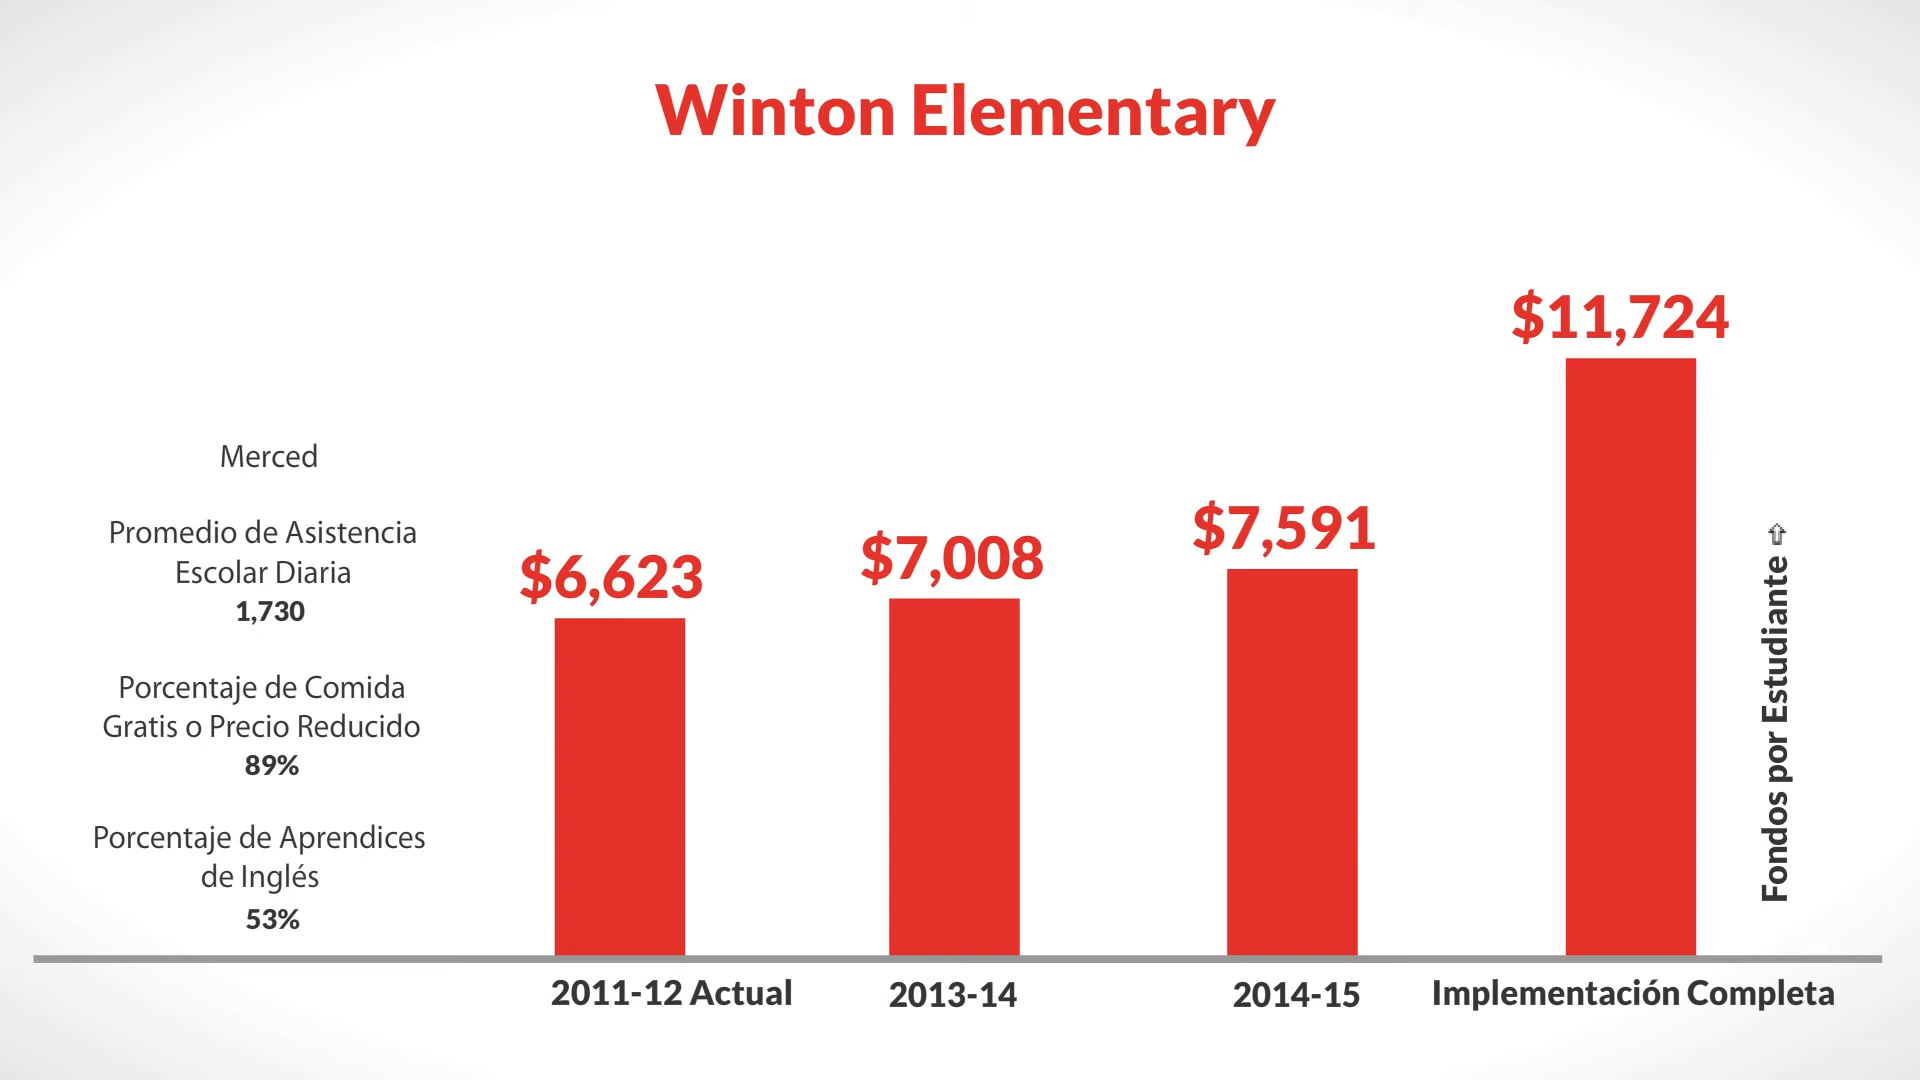 Winton Elementary
Merced
Promedio de Asistencia
Escolar Diaria
1,730
Porcentaje de Comida
Gratis o Precio Reducido
89%
Porcentaje de Aprendices
de Inglés
53%
$6,623
$7,008
$7,591
$11,724
Fondos por Estudiante ⇧
2011-12 Actual
2013-14
2014-15
Implementación Completa